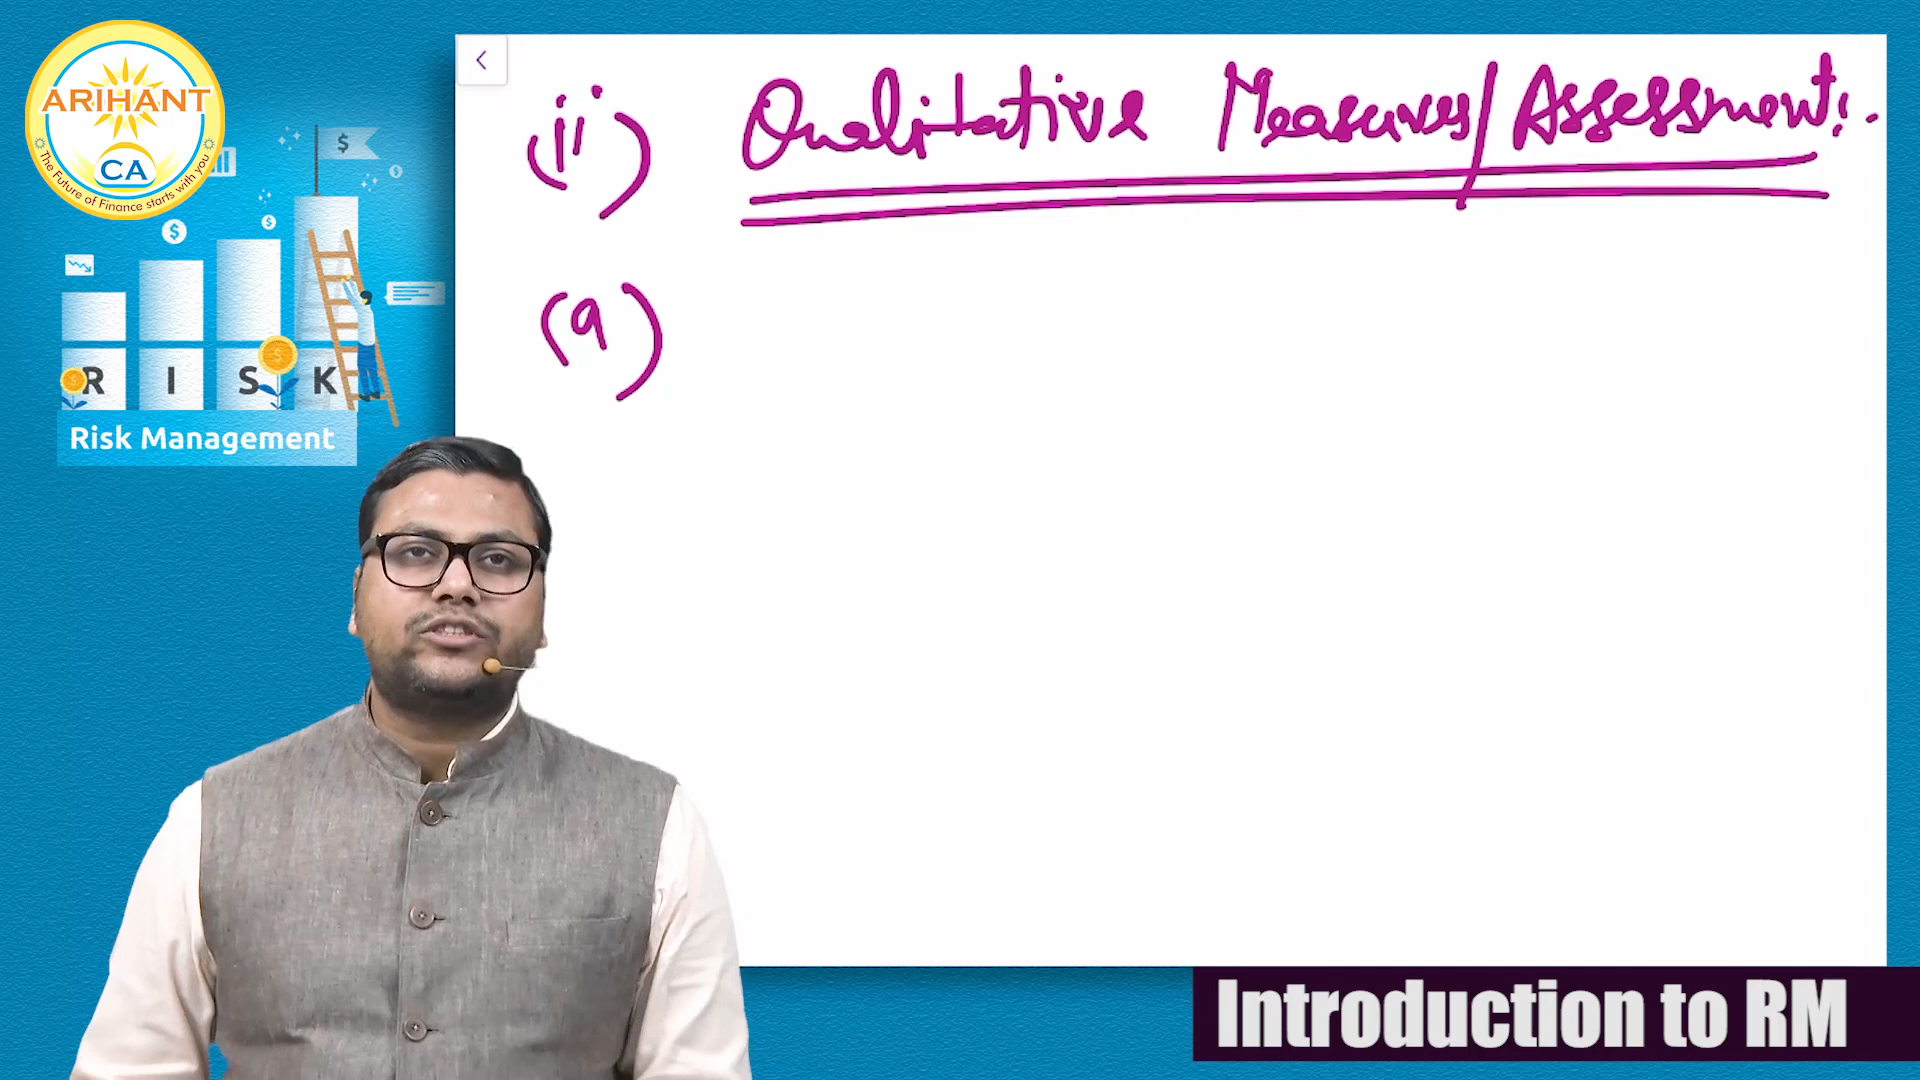 ARIHANT
CA
The Future of Finance starts with you
R I S K
Risk Management
(ii) Qualitative Measures/Assessment:.
(a)
Introduction to RM